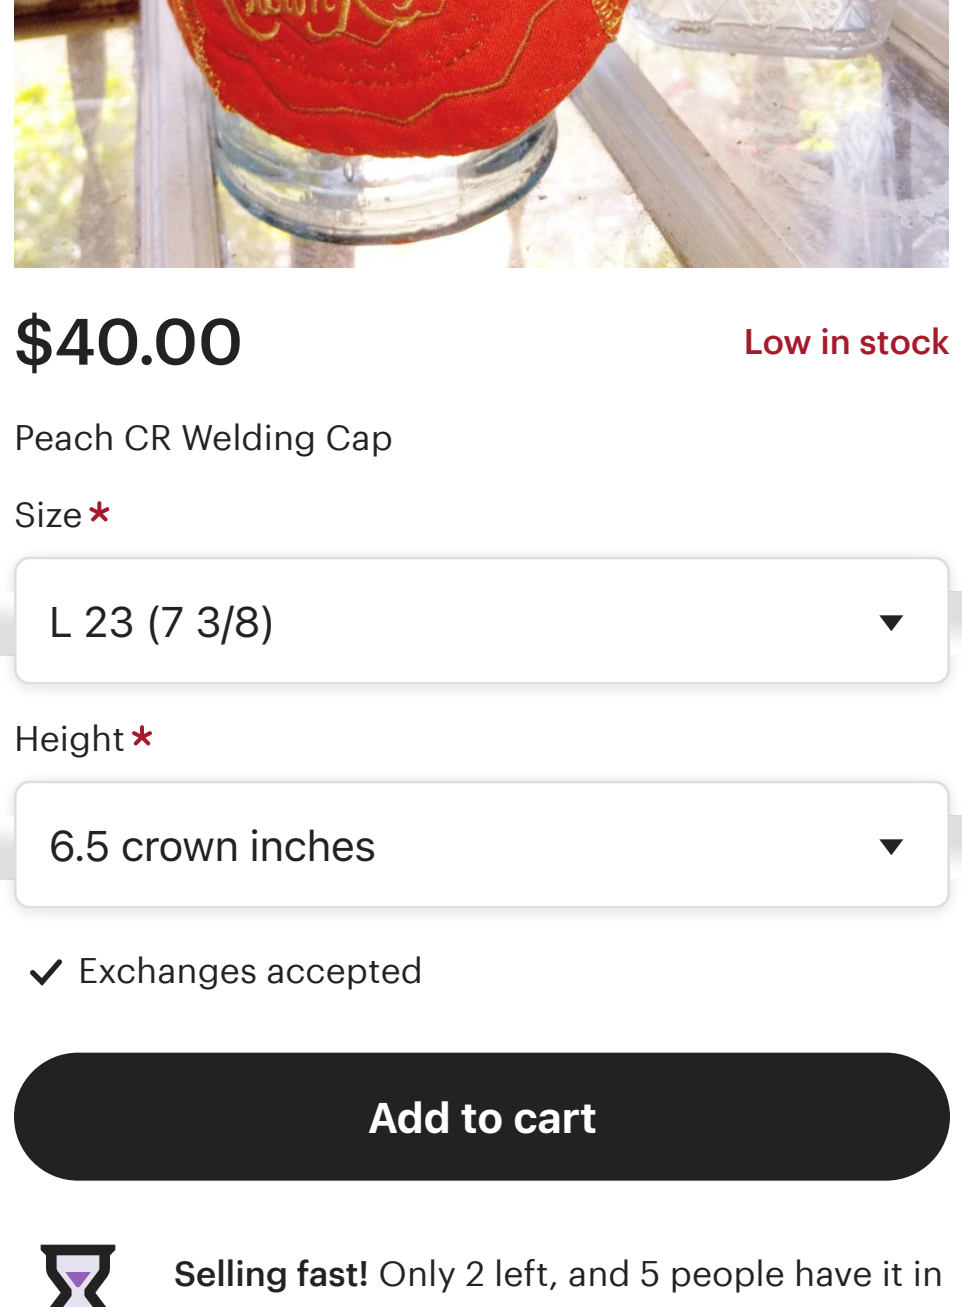 $40.00
Low in stock
Peach CR Welding Cap
Size *
L 23 (7 3/8)
Height *
6.5 crown inches
Exchanges accepted
Add to cart
Selling fast! Only 2 left, and 5 people have it in